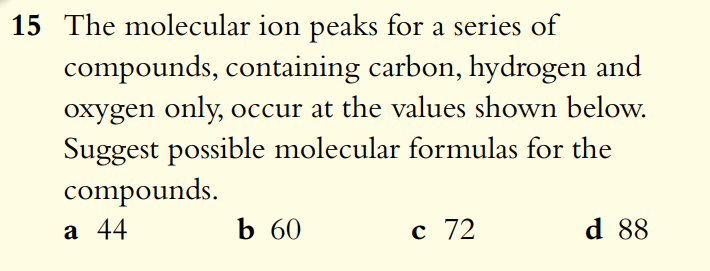 15 The molecular ion peaks for a series of
compounds, containing carbon, hydrogen and
oxygen only, occur at the values shown below.
Suggest possible molecular formulas for the
compounds.
a 44 b 60 c 72 d 88